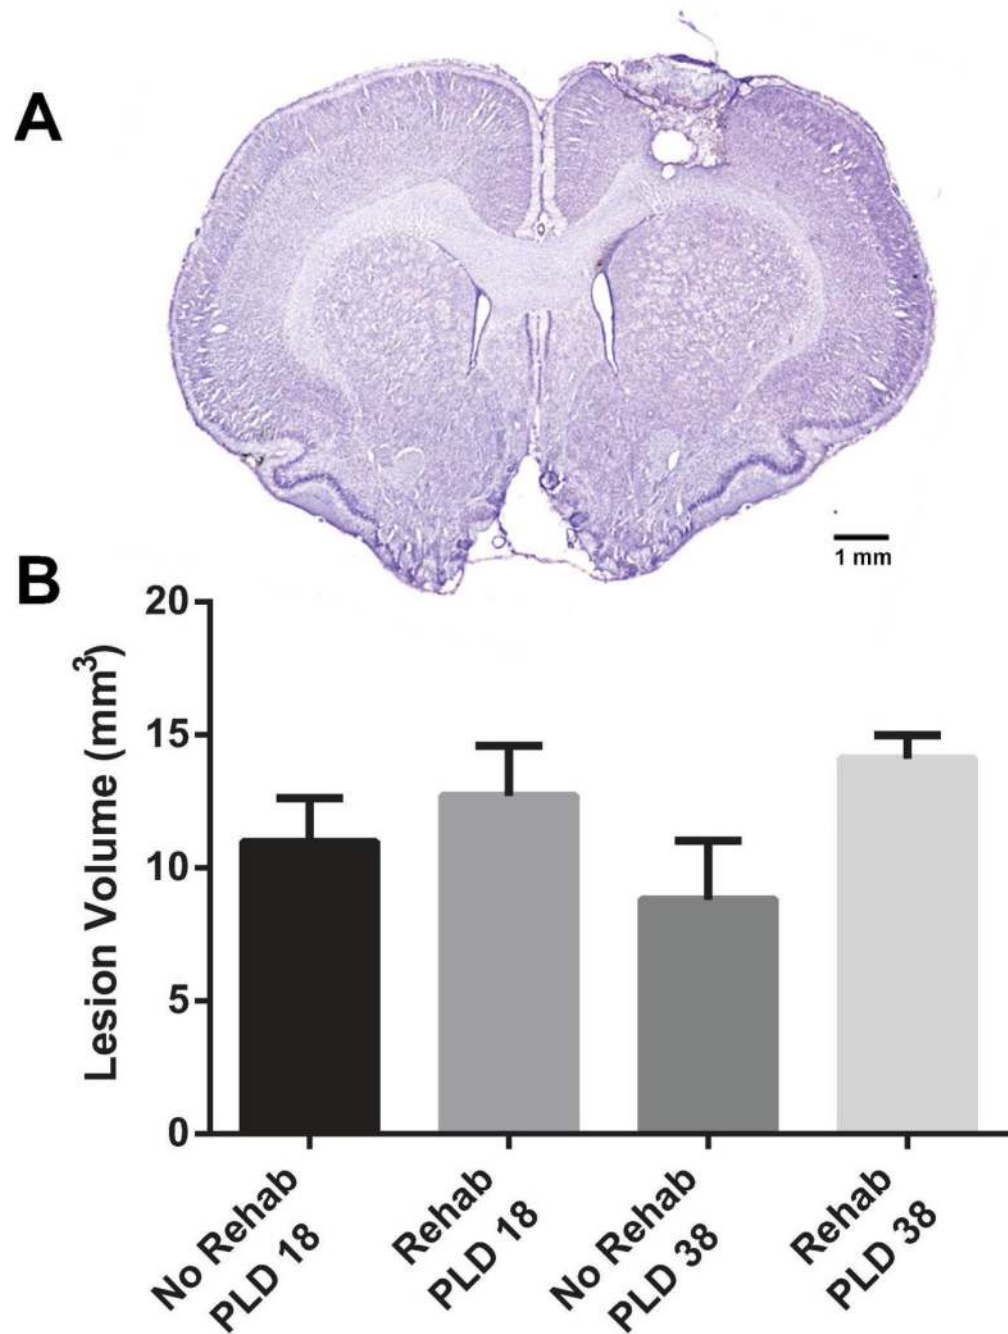 A
1 mm
B
Lesion Volume (mm³)
20
15
10
5
0
No Rehab
PLD 18
Rehab
PLD 18
No Rehab
PLD 38
Rehab
PLD 38